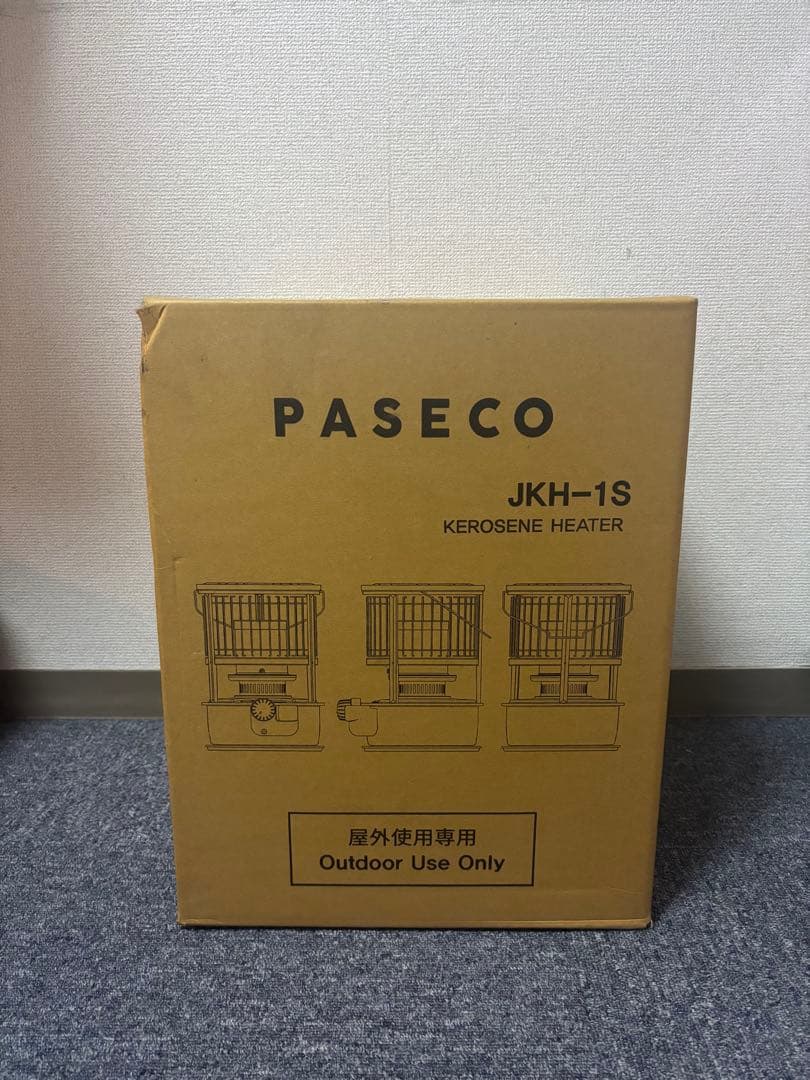 PASECO
JKH-1S
KEROSENE HEATER
屋外使用専用
Outdoor Use Only